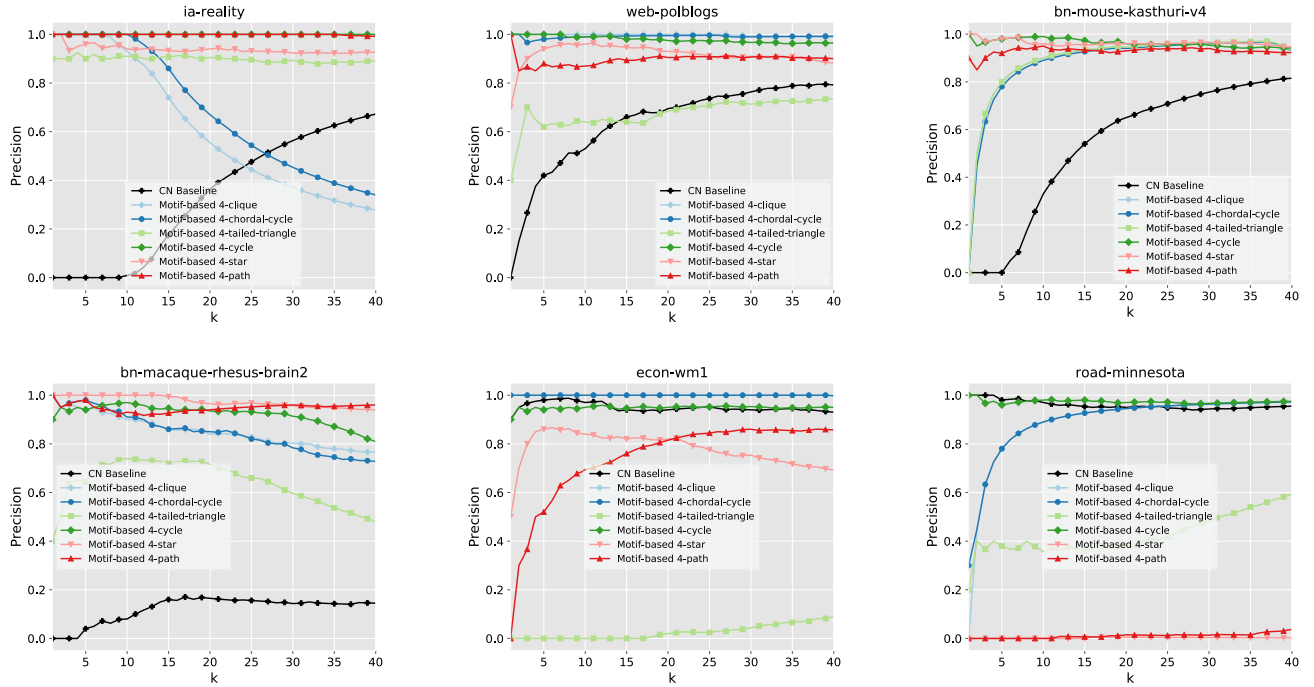 ia-reality
1.0
0.8
0.6
0.4
0.2
0.0
Precision
CN Baseline
Motif-based 4-clique
Motif-based 4-chordal-cycle
Motif-based 4-tailed-triangle
Motif-based 4-cycle
Motif-based 4-star
Motif-based 4-path
5 10 15 20 25 30 35 40
k
web-polblogs
1.0
0.8
0.6
0.4
0.2
0.0
Precision
CN Baseline
Motif-based 4-clique
Motif-based 4-chordal-cycle
Motif-based 4-tailed-triangle
Motif-based 4-cycle
Motif-based 4-star
Motif-based 4-path
5 10 15 20 25 30 35 40
k
bn-mouse-kasthuri-v4
1.0
0.8
0.6
0.4
0.2
0.0
Precision
CN Baseline
Motif-based 4-clique
Motif-based 4-chordal-cycle
Motif-based 4-tailed-triangle
Motif-based 4-cycle
Motif-based 4-star
Motif-based 4-path
5 10 15 20 25 30 35 40
k
bn-macaque-rhesus-brain2
1.0
0.8
0.6
0.4
0.2
0.0
Precision
CN Baseline
Motif-based 4-clique
Motif-based 4-chordal-cycle
Motif-based 4-tailed-triangle
Motif-based 4-cycle
Motif-based 4-star
Motif-based 4-path
5 10 15 20 25 30 35 40
k
econ-wm1
1.0
0.8
0.6
0.4
0.2
0.0
Precision
CN Baseline
Motif-based 4-clique
Motif-based 4-chordal-cycle
Motif-based 4-tailed-triangle
Motif-based 4-cycle
Motif-based 4-star
Motif-based 4-path
5 10 15 20 25 30 35 40
k
road-minnesota
1.0
0.8
0.6
0.4
0.2
0.0
Precision
CN Baseline
Motif-based 4-clique
Motif-based 4-chordal-cycle
Motif-based 4-tailed-triangle
Motif-based 4-cycle
Motif-based 4-star
Motif-based 4-path
5 10 15 20 25 30 35 40
k